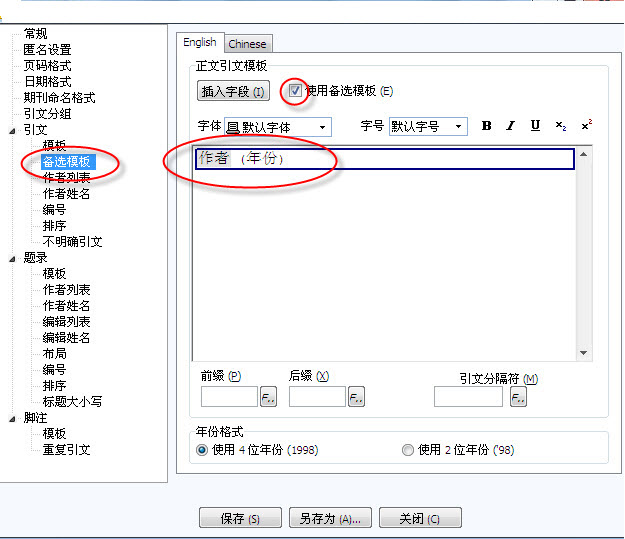 常规
匿名设置
页码格式
日期格式
期刊命名格式
引文分组
引文
模板
备选模板
作者列表
作者姓名
编号
排序
不明确引文
题录
模板
作者列表
作者姓名
编辑列表
编辑姓名
布局
编号
排序
标题大小写
脚注
模板
重复引文
English Chinese
正文引文模板
插入字段 (I) 使用备选模板 (E)
字体 默认字体 字号 默认字号 B I U x₂ x²
作者 (年份)
前缀 (P) 后缀 (X) 引文分隔符 (M)
F.. F.. F..
年份格式
使用 4 位年份 (1998) 使用 2 位年份 ('98)
保存 (S) 另存为 (A)... 关闭 (C)